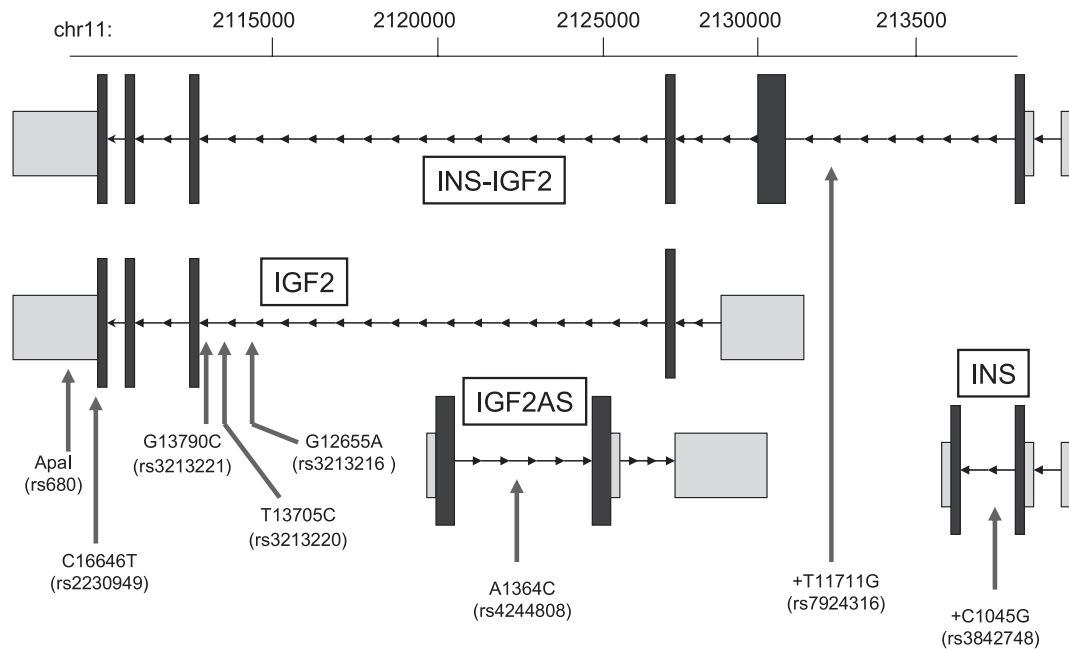 chr11: 2115000 2120000 2125000 2130000 213500
INS-IGF2
IGF2
INS
IGF2AS
G13790C
(rs3213221)
G12655A
(rs3213216 )
ApaI
(rs680)
T13705C
(rs3213220)
C16646T
(rs2230949)
A1364C
(rs4244808)
+T11711G
(rs7924316)
+C1045G
(rs3842748)